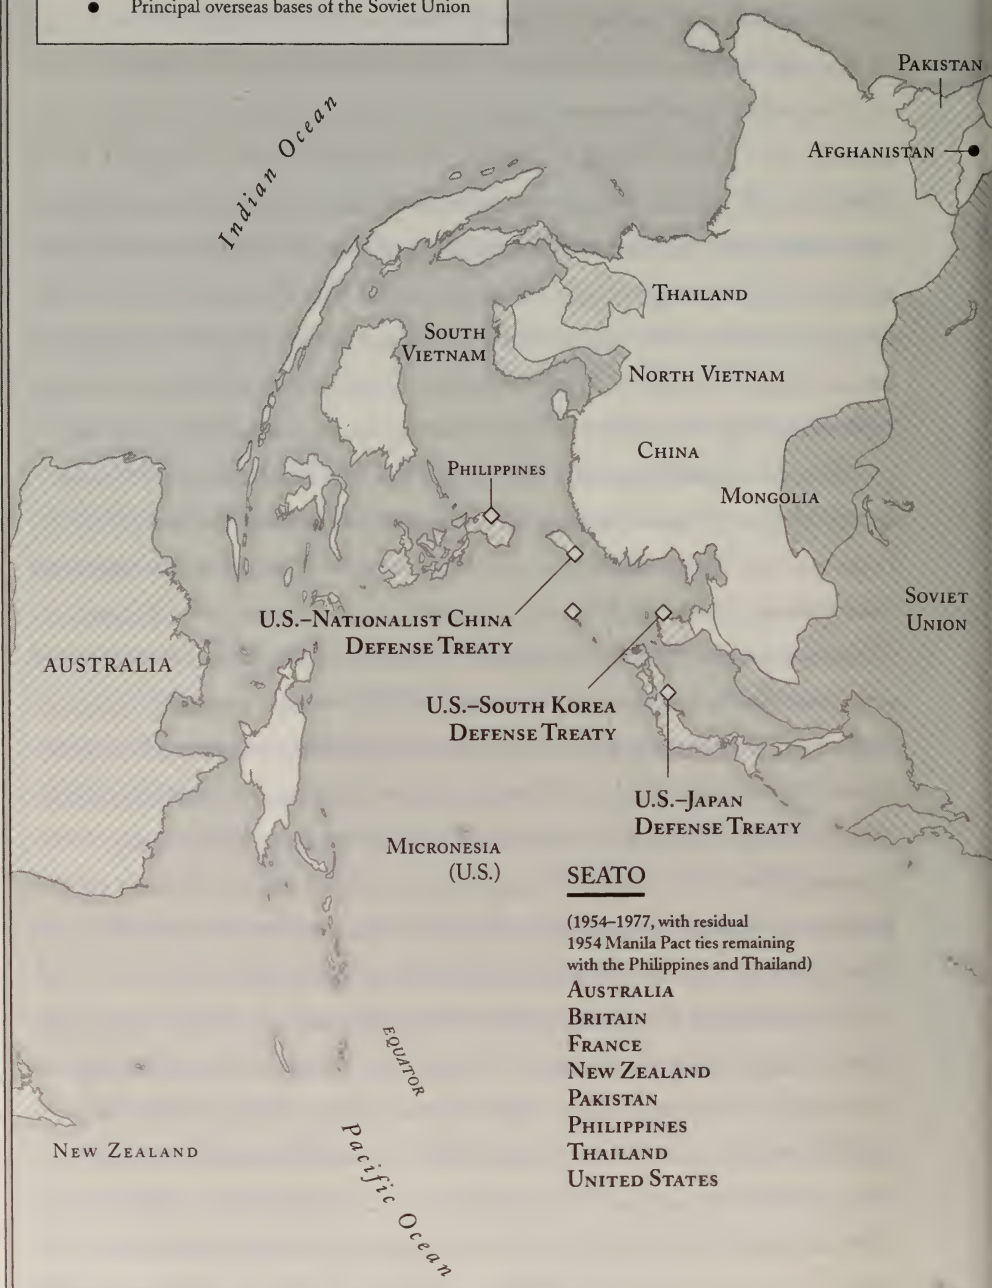 ● Principal overseas bases of the Soviet Union
PAKISTAN
Indian Ocean
AFGHANISTAN
THAILAND
SOUTH
VIETNAM
NORTH VIETNAM
CHINA
PHILIPPINES
MONGOLIA
SOVIET
UNION
U.S.–NATIONALIST CHINA
DEFENSE TREATY
AUSTRALIA
U.S.–SOUTH KOREA
DEFENSE TREATY
U.S.–JAPAN
DEFENSE TREATY
MICRONESIA
(U.S.)
SEATO
(1954–1977, with residual
1954 Manila Pact ties remaining
with the Philippines and Thailand)
AUSTRALIA
BRITAIN
FRANCE
NEW ZEALAND
PAKISTAN
PHILIPPINES
THAILAND
UNITED STATES
EQUATOR
NEW ZEALAND
Pacific Ocean